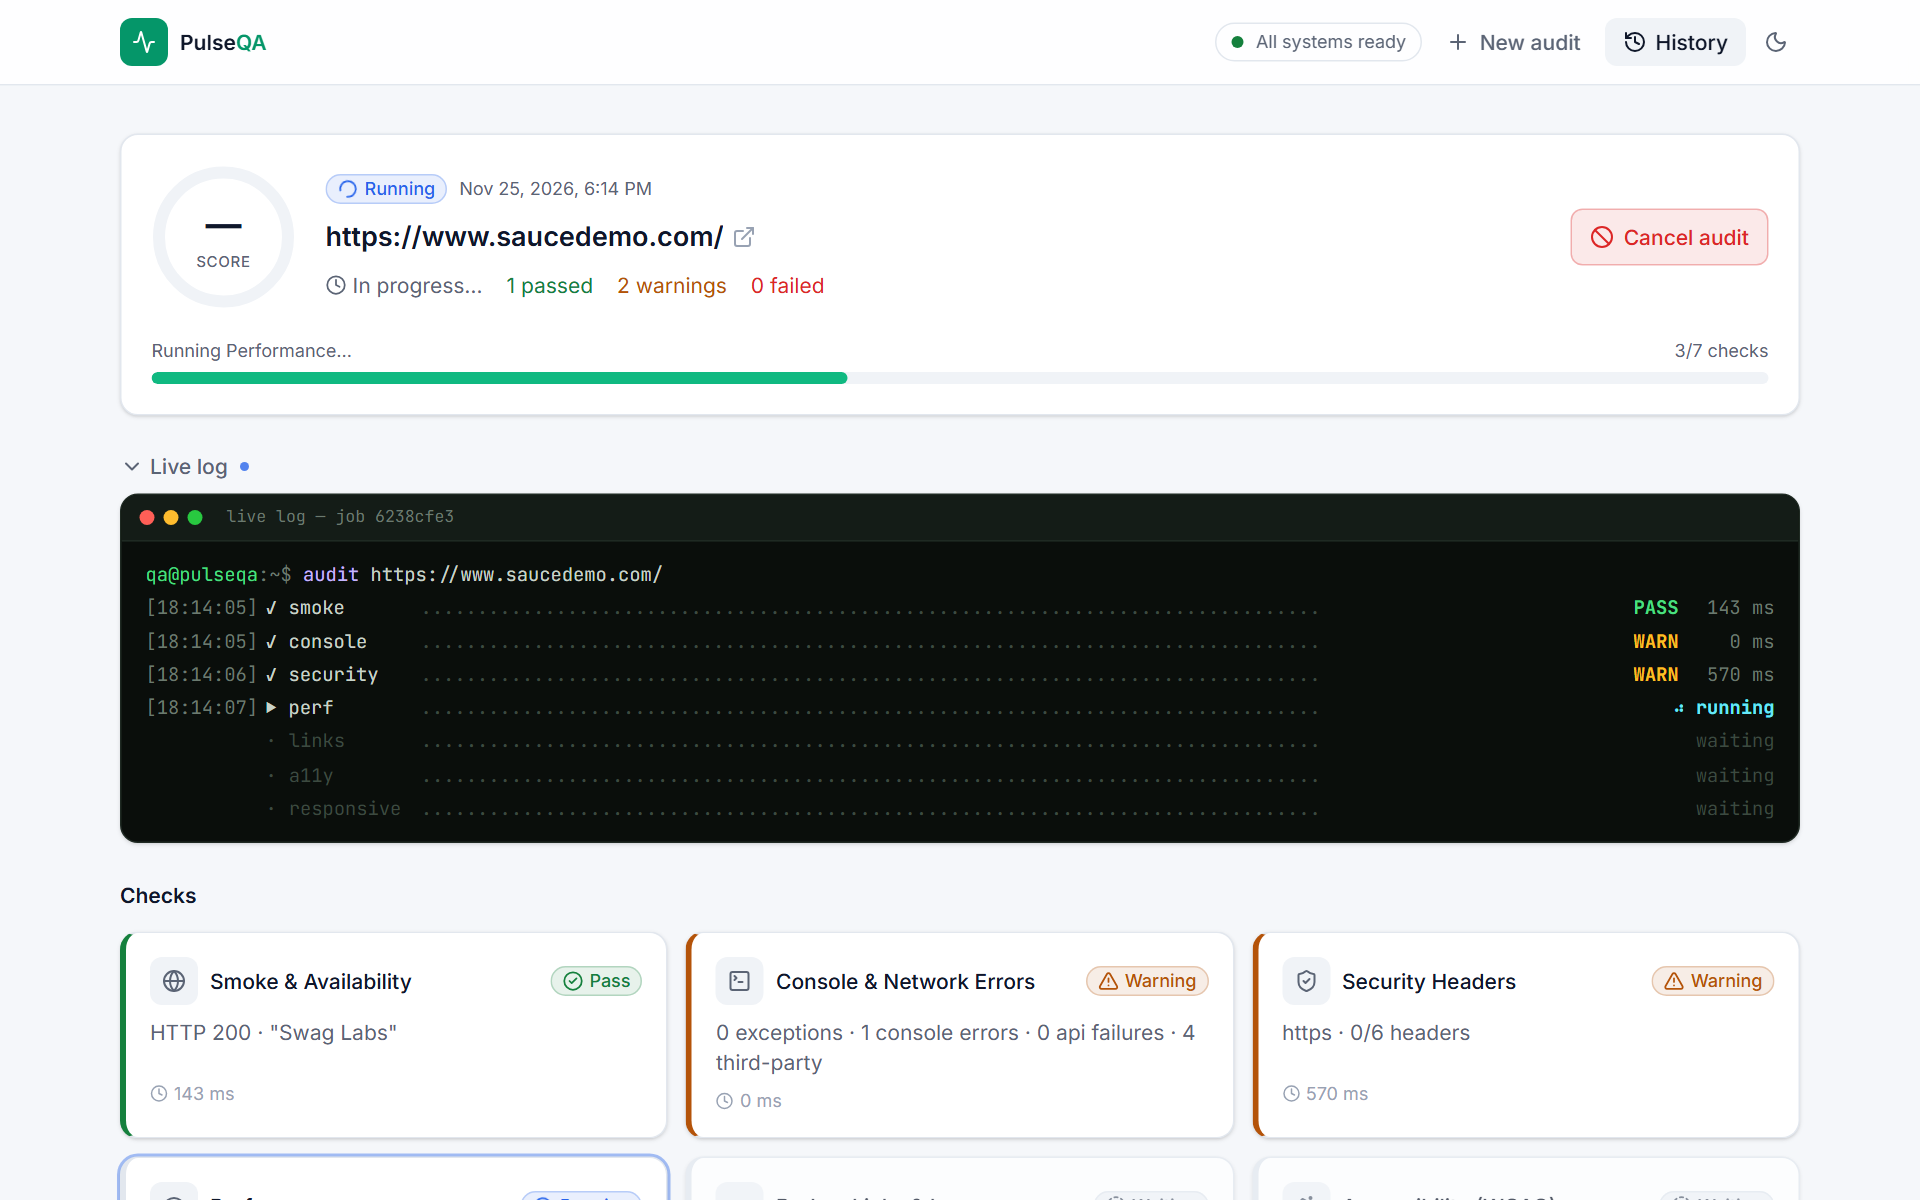 PulseQA
All systems ready
New audit
History
Running Nov 25, 2026, 6:14 PM
https://www.saucedemo.com/
SCORE
In progress... 1 passed 2 warnings 0 failed
Cancel audit
Running Performance... 3/7 checks
Live log
live log — job 6238cfe3
qa@pulseqa:~$ audit https://www.saucedemo.com/
[18:14:05] ✓ smoke ................................................................................ PASS 143 ms
[18:14:05] ✓ console ................................................................................ WARN 0 ms
[18:14:06] ✓ security ................................................................................ WARN 570 ms
[18:14:07] ▶ perf ................................................................................ running
· links ................................................................................ waiting
· a11y ................................................................................ waiting
· responsive ................................................................................ waiting
Checks
Smoke & Availability Pass
HTTP 200 · "Swag Labs"
143 ms
Console & Network Errors Warning
0 exceptions · 1 console errors · 0 api failures · 4
third-party
0 ms
Security Headers Warning
https · 0/6 headers
570 ms